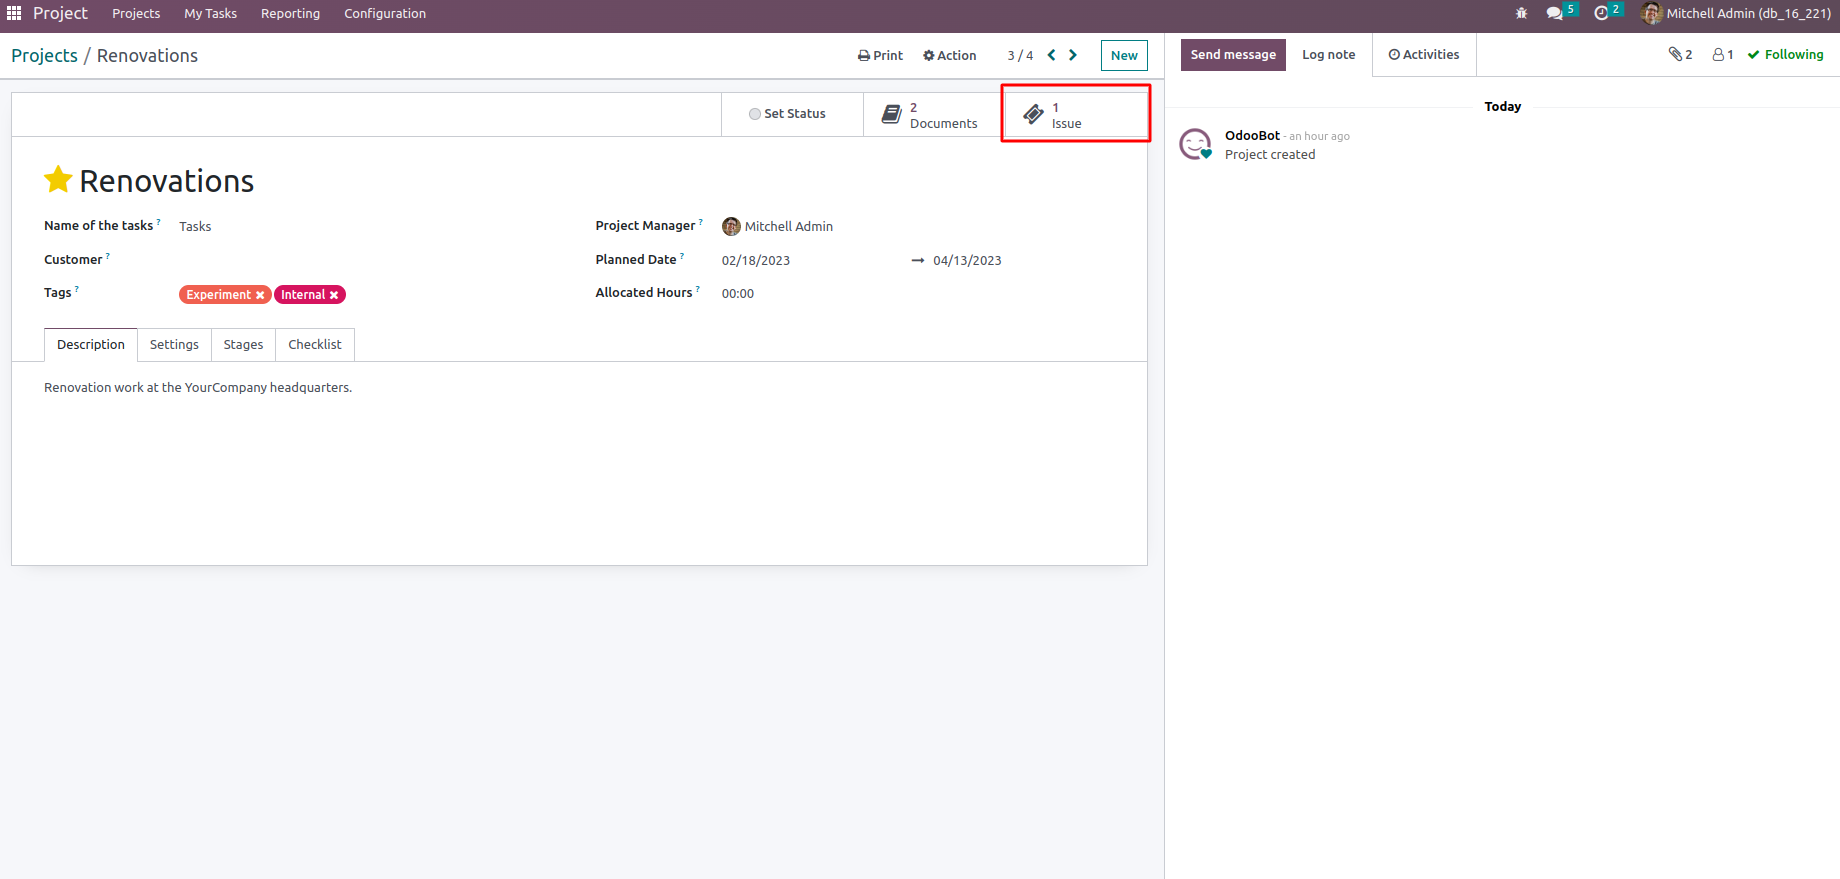 Project Projects My Tasks Reporting Configuration 5 2 Mitchell Admin (db_16_221)
Projects / Renovations Print Action 3 / 4 New
Send message Log note Activities 2 1 Following
Set Status
2
Documents
1
Issue
Renovations
Name of the tasks ? Tasks
Project Manager ? Mitchell Admin
Customer ?
Planned Date ? 02/18/2023 → 04/13/2023
Tags ? Experiment × Internal ×
Allocated Hours ? 00:00
Description Settings Stages Checklist
Renovation work at the YourCompany headquarters.
Today
OdooBot - an hour ago
Project created